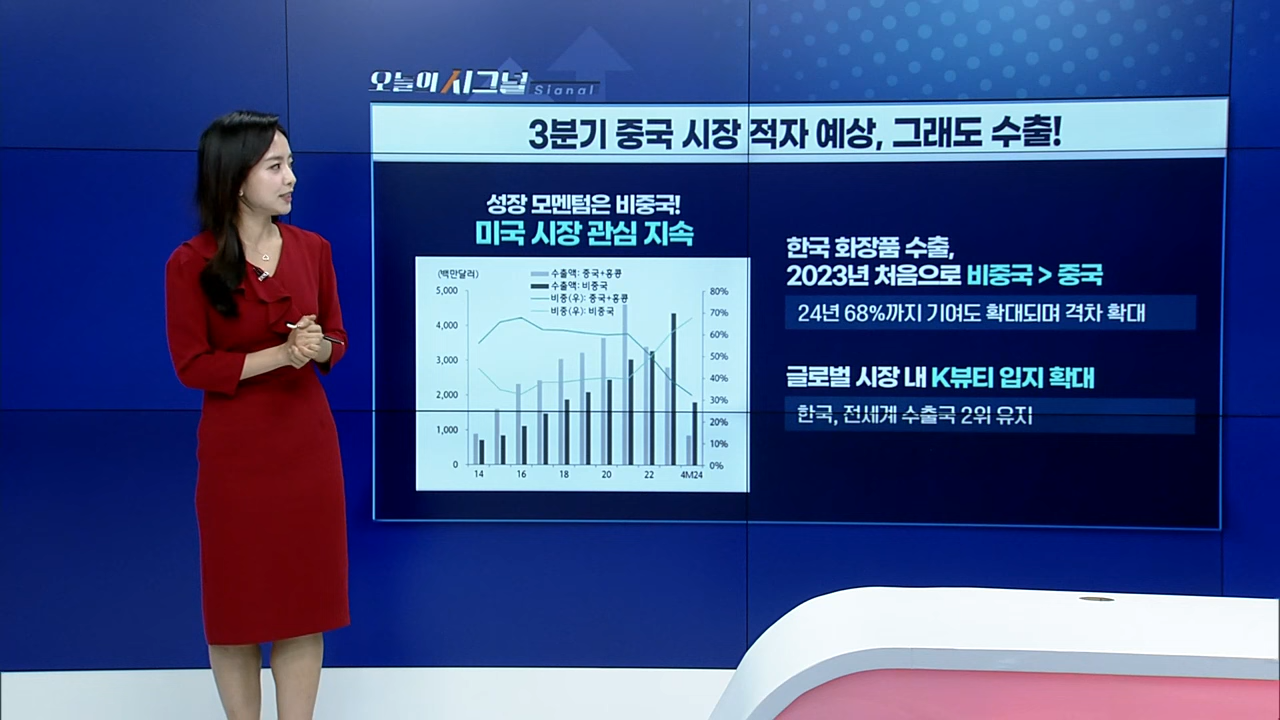 오늘의 시그널
Signal
3분기 중국 시장 적자 예상, 그래도 수출!
성장 모멘텀은 비중국!
미국 시장 관심 지속
(백만달러)
수출액: 중국+홍콩
수출액: 비중국
비중(우): 중국+홍콩
비중(우): 비중국
5,000
4,000
3,000
2,000
1,000
0
80%
70%
60%
50%
40%
30%
20%
10%
0%
14 16 18 20 22 4M24
한국 화장품 수출,
2023년 처음으로 비중국 > 중국
24년 68%까지 기여도 확대되며 격차 확대
글로벌 시장 내 K뷰티 입지 확대
한국, 전세계 수출국 2위 유지